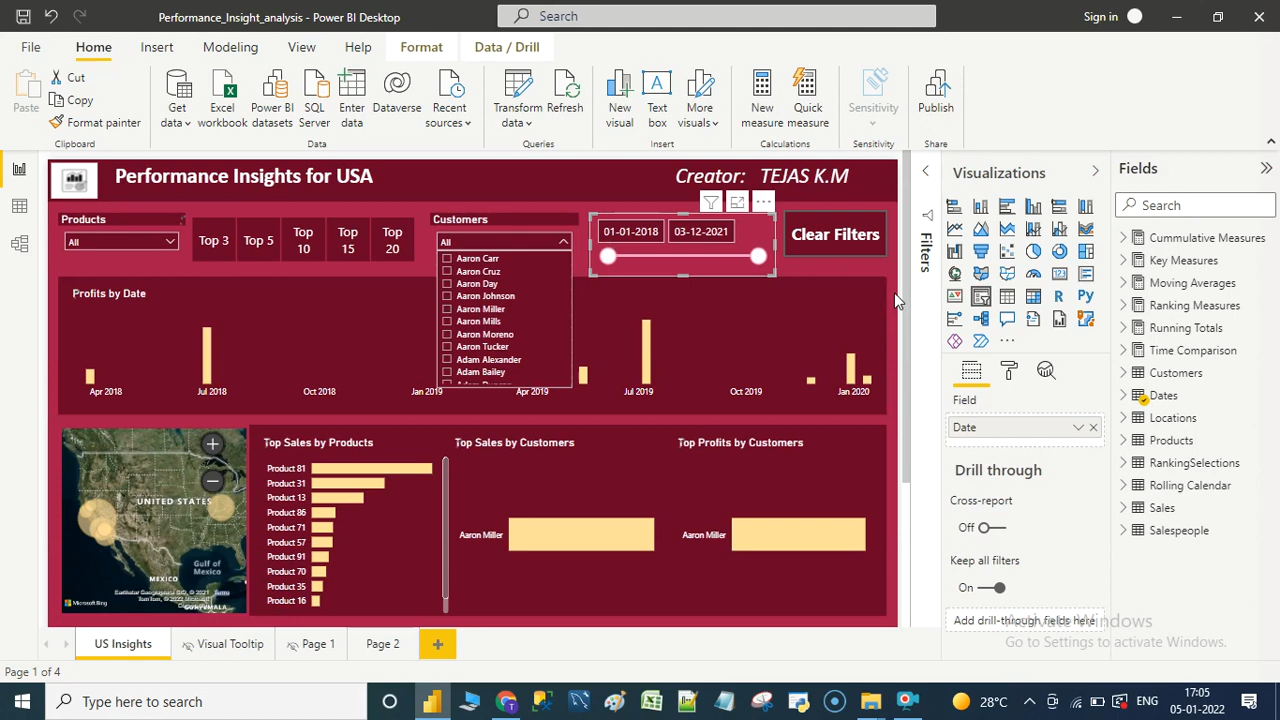 Performance_Insight_analysis - Power BI Desktop
Search
Sign in
File
Home
Insert
Modeling
View
Help
Format
Data / Drill
Paste
Cut
Copy
Format painter
Clipboard
Get data
Excel workbook
Power BI datasets
SQL Server
Enter data
Dataverse
Recent sources
Data
Transform data
Refresh
Queries
New visual
Text box
More visuals
Insert
New measure
Quick measure
Calculations
Sensitivity
Sensitivity
Publish
Share
Performance Insights for USA
Creator: TEJAS K.M
Products
All
Top 3
Top 5
Top 10
Top 15
Top 20
Customers
All
Aaron Carr
Aaron Cruz
Aaron Day
Aaron Johnson
Aaron Miller
Aaron Mills
Aaron Moreno
Aaron Tucker
Adam Alexander
Adam Bailey
01-01-2018
03-12-2021
Clear Filters
Profits by Date
Apr 2018
Jul 2018
Oct 2018
Jan 2019
Apr 2019
Jul 2019
Oct 2019
Jan 2020
UNITED STATES
MEXICO
Gulf of
Mexico
GUATEMALA
Microsoft Bing
Top Sales by Products
Product 81
Product 31
Product 13
Product 86
Product 71
Product 57
Product 91
Product 70
Product 35
Product 16
Top Sales by Customers
Aaron Miller
Top Profits by Customers
Aaron Miller
Filters
Visualizations
R
Py
Field
Date
Drill through
Cross-report
Off
Keep all filters
On
Add drill-through fields here
Fields
Search
Cummulative Measures
Key Measures
Moving Averages
Ranking Measures
Running Totals
Time Comparison
Customers
Dates
Locations
Products
RankingSelections
Rolling Calendar
Sales
Salespeople
Activate Windows
Go to Settings to activate Windows.
US Insights
Visual Tooltip
Page 1
Page 2
Page 1 of 4
Type here to search
28°C
ENG
17:05
05-01-2022